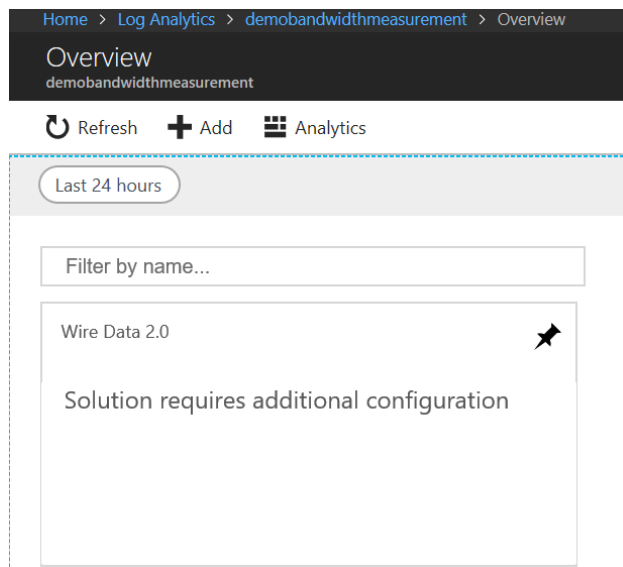 Home > Log Analytics > demobandwidthmeasurement > Overview
Overview
demobandwidthmeasurement
Refresh Add Analytics
Last 24 hours
Filter by name...
Wire Data 2.0
Solution requires additional configuration